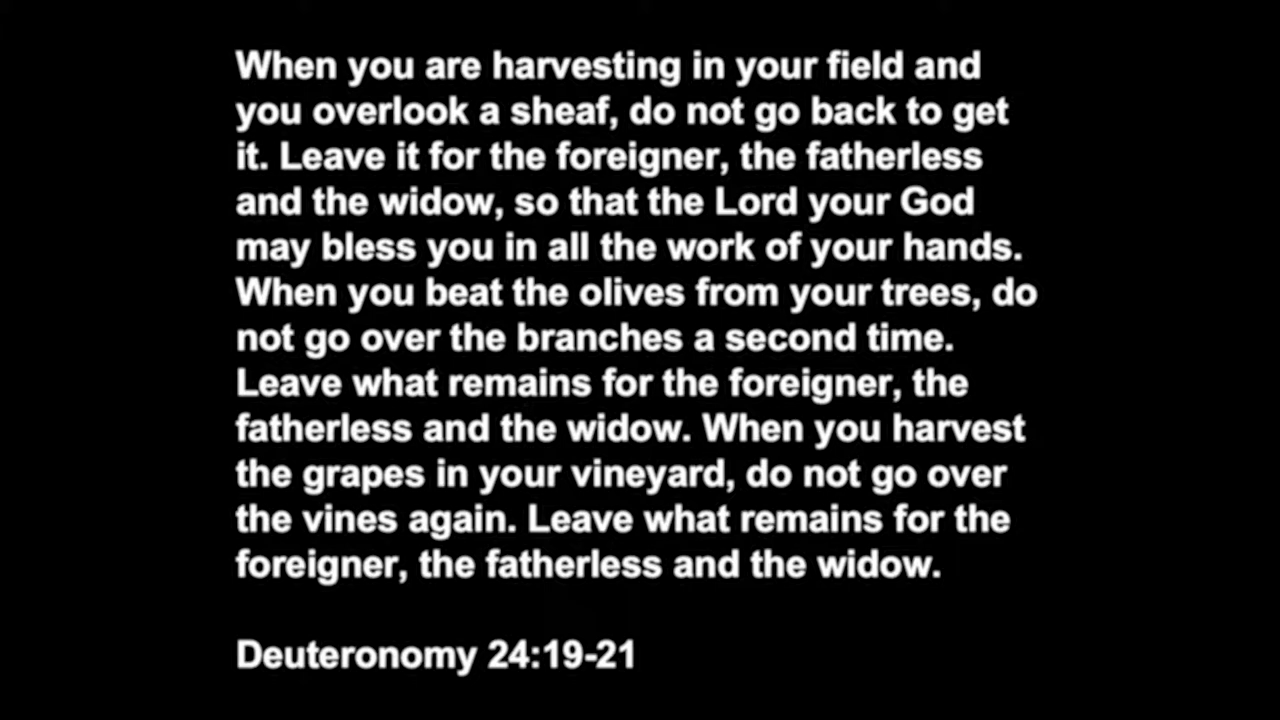 When you are harvesting in your field and
you overlook a sheaf, do not go back to get
it. Leave it for the foreigner, the fatherless
and the widow, so that the Lord your God
may bless you in all the work of your hands.
When you beat the olives from your trees, do
not go over the branches a second time.
Leave what remains for the foreigner, the
fatherless and the widow. When you harvest
the grapes in your vineyard, do not go over
the vines again. Leave what remains for the
foreigner, the fatherless and the widow.
Deuteronomy 24:19-21